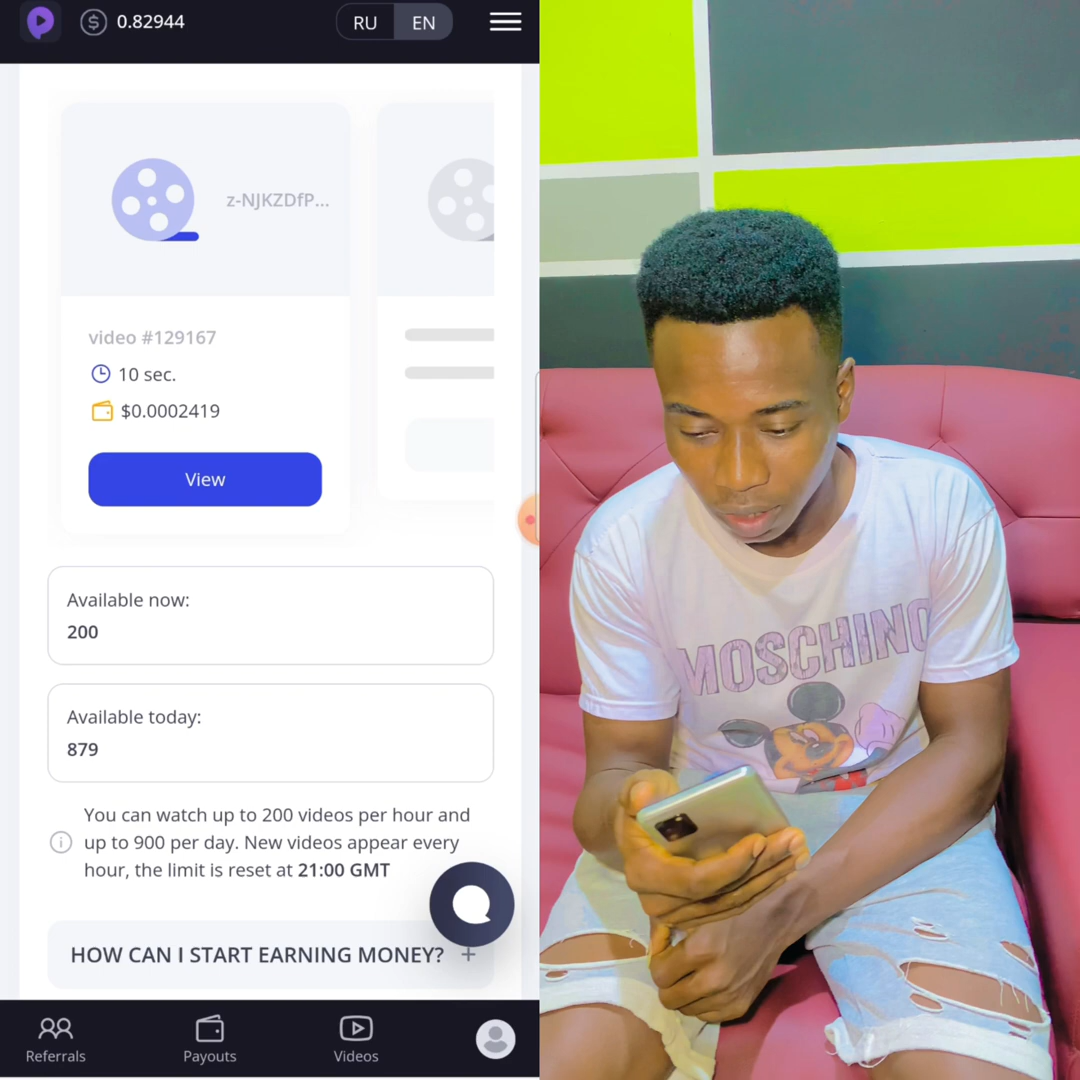 0.82944
RU EN
z-NJKZDfP...
video #129167
10 sec.
$0.0002419
View
Available now:
200
Available today:
879
You can watch up to 200 videos per hour and
up to 900 per day. New videos appear every
hour, the limit is reset at 21:00 GMT
HOW CAN I START EARNING MONEY? +
Referrals
Payouts
Videos
MOSCHINO